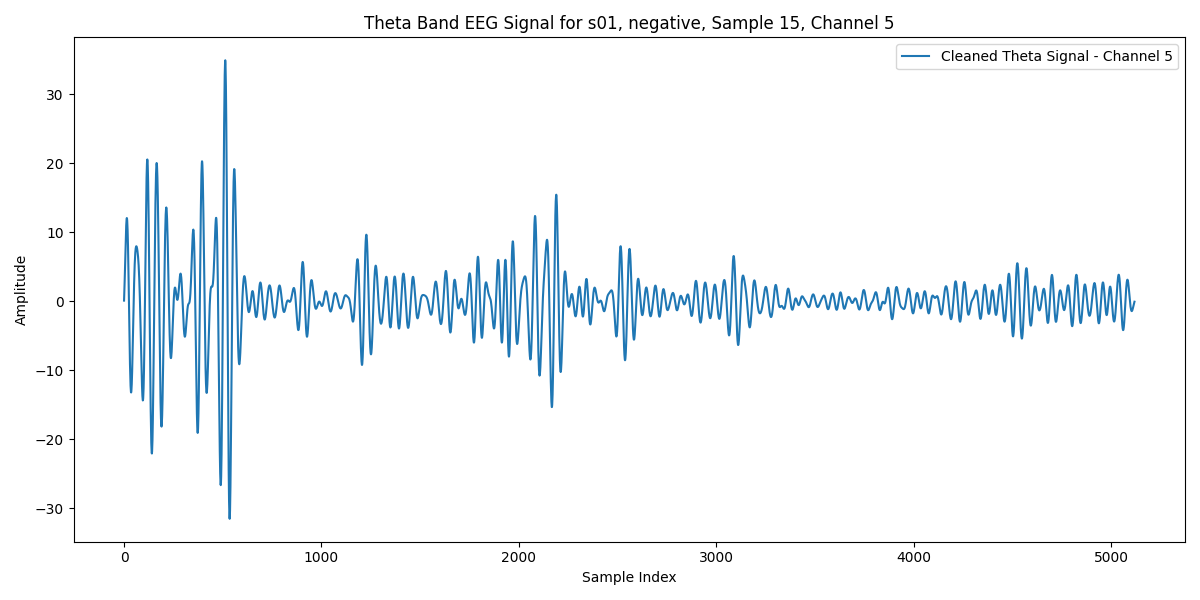 Theta Band EEG Signal for s01, negative, Sample 15, Channel 5
Cleaned Theta Signal - Channel 5
Amplitude
30
20
10
0
−10
−20
−30
0 1000 2000 3000 4000 5000
Sample Index